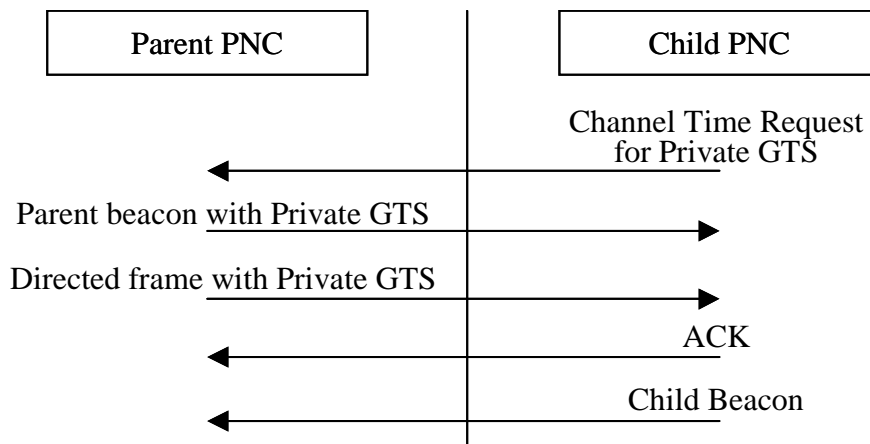 Parent PNC
Child PNC
Channel Time Request
for Private GTS
Parent beacon with Private GTS
Directed frame with Private GTS
ACK
Child Beacon